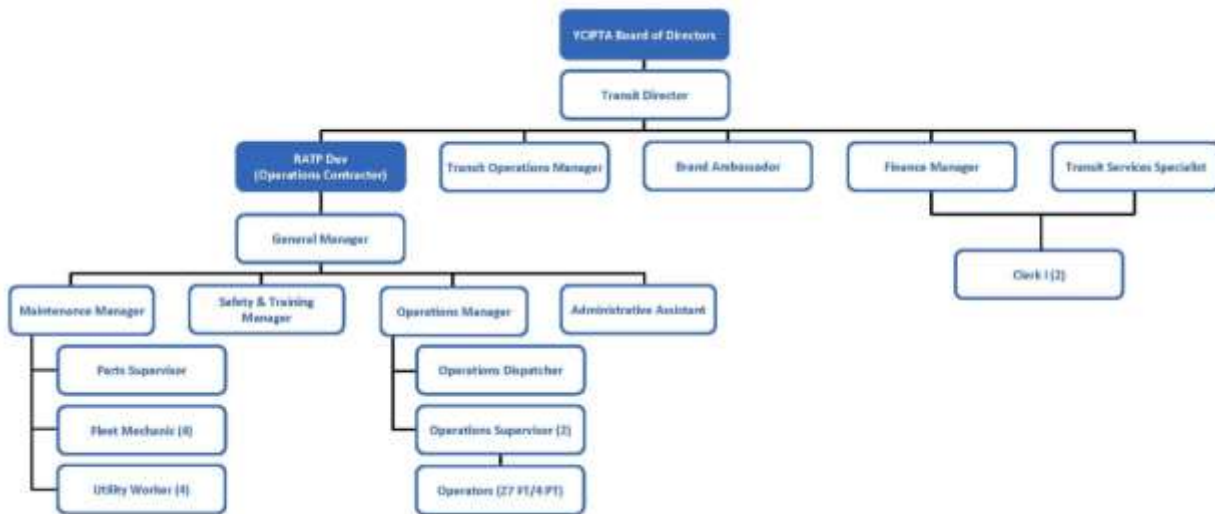 YCIPTA Board of Directors
Transit Director
RATP Dev
(Operations Contractor)
Transit Operations Manager
Brand Ambassador
Finance Manager
Transit Services Specialist
General Manager
Clerk I (2)
Maintenance Manager
Safety & Training
Manager
Operations Manager
Administrative Assistant
Parts Supervisor
Operations Dispatcher
Fleet Mechanic (4)
Operations Supervisor (2)
Utility Worker (4)
Operators (27 FT/4 PT)